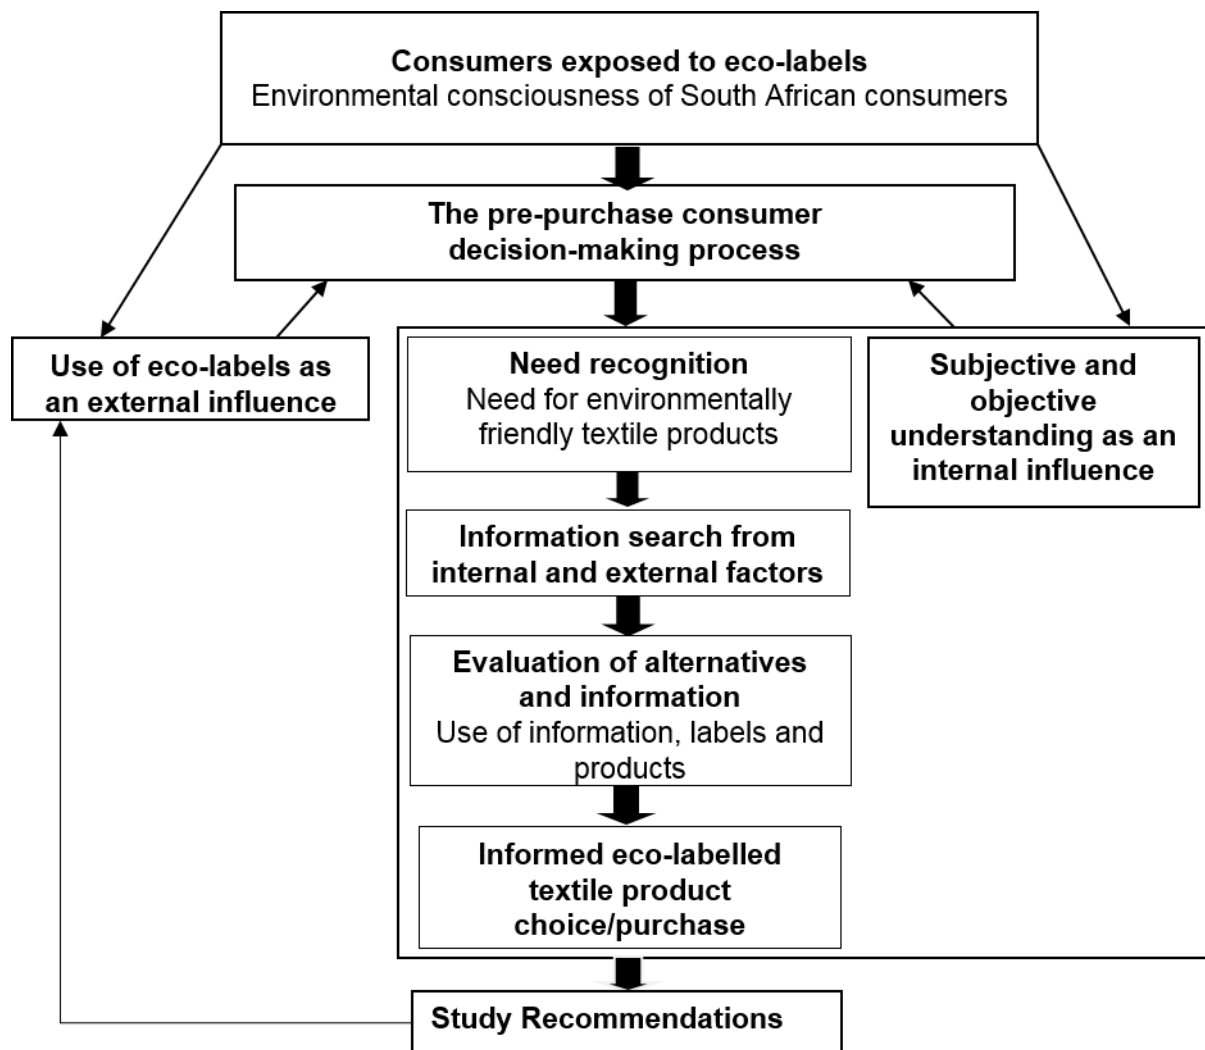 Consumers exposed to eco-labels
Environmental consciousness of South African consumers
The pre-purchase consumer
decision-making process
Use of eco-labels as
an external influence
Need recognition
Need for environmentally
friendly textile products
Subjective and
objective
understanding as an
internal influence
Information search from
internal and external factors
Evaluation of alternatives
and information
Use of information, labels and
products
Informed eco-labelled
textile product
choice/purchase
Study Recommendations